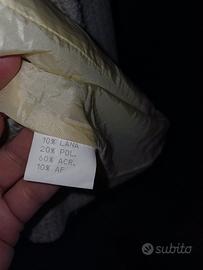 10% LANA
20% POL.
60% ACR.
10% AF
subito